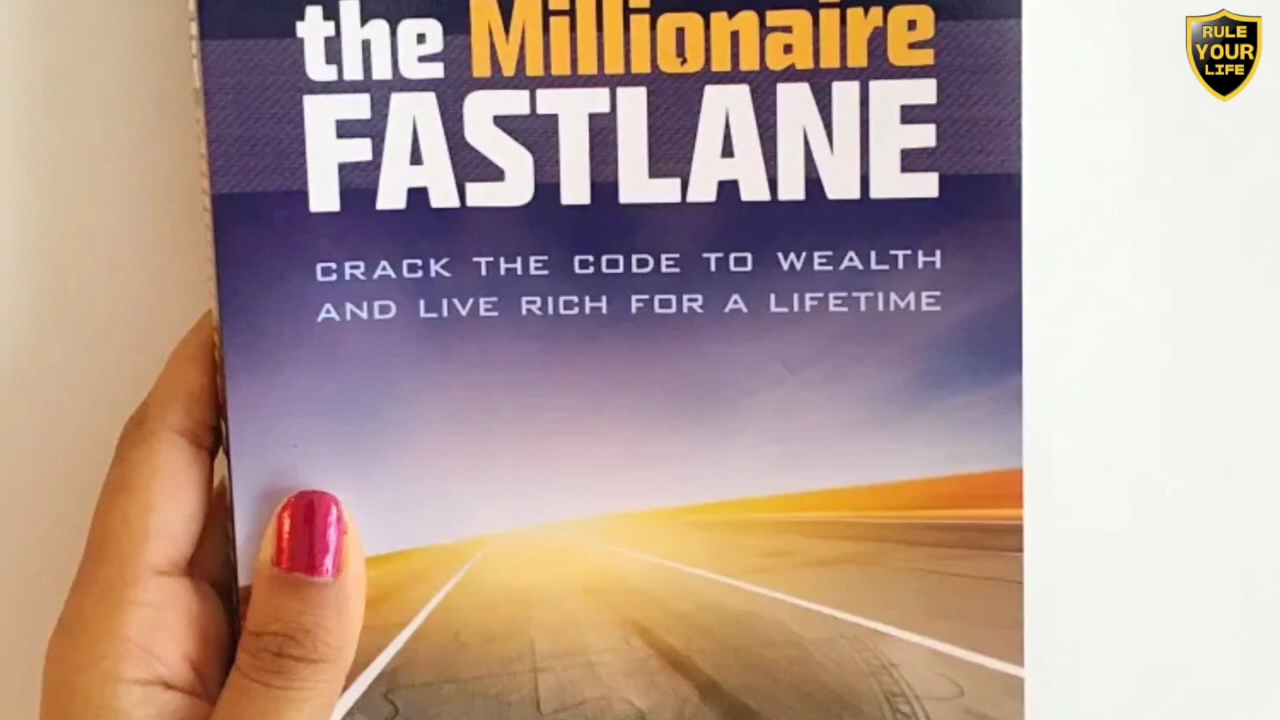 the Millionaire
FASTLANE
CRACK THE CODE TO WEALTH
AND LIVE RICH FOR A LIFETIME
RULE
YOUR
LIFE